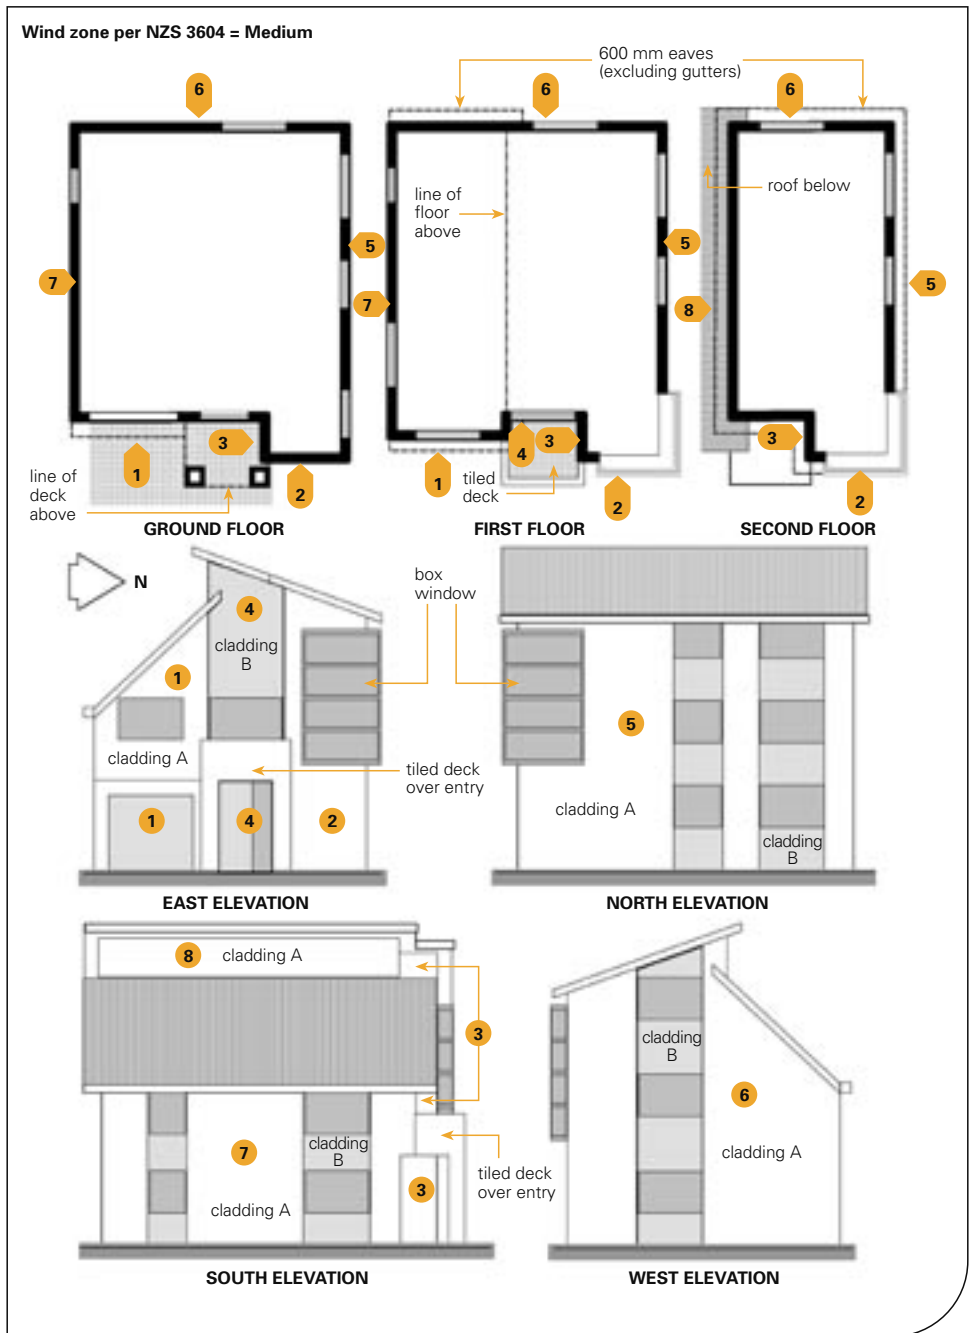 Wind zone per NZS 3604 = Medium
600 mm eaves
(excluding gutters)
6
6
6
roof below
line of
floor
above
5
5
5
7
7
8
3
3
4
3
1
1
tiled
deck
2
2
2
line of
deck
above
GROUND FLOOR
FIRST FLOOR
SECOND FLOOR
N
box
window
4
cladding
B
1
cladding A
5
tiled deck
over entry
cladding A
1
4
2
cladding
B
EAST ELEVATION
NORTH ELEVATION
8
cladding A
3
cladding
B
6
7
cladding
B
cladding A
cladding A
3
tiled deck
over entry
SOUTH ELEVATION
WEST ELEVATION